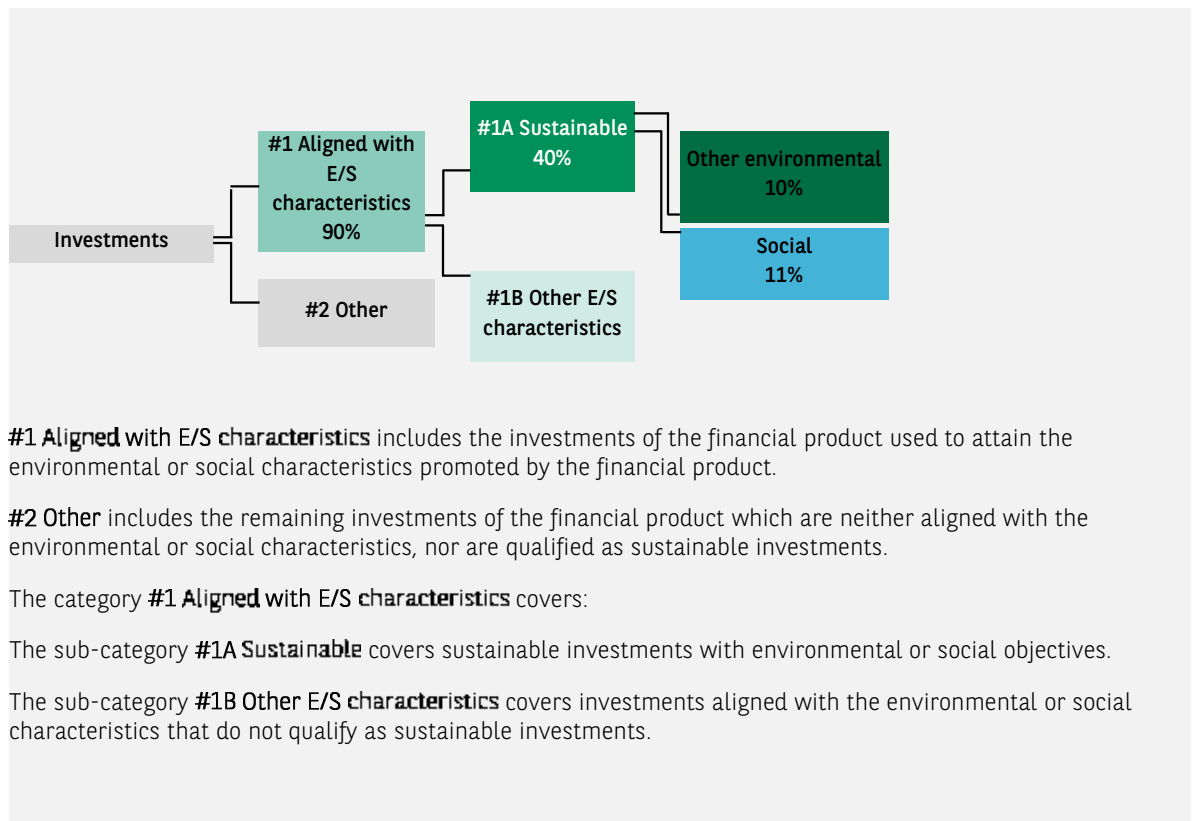 #1A Sustainable
40%
#1 Aligned with
E/S
characteristics
90%
Other environmental
10%
Investments
Social
11%
#2 Other
#1B Other E/S
characteristics
#1 Aligned with E/S characteristics includes the investments of the financial product used to attain the
environmental or social characteristics promoted by the financial product.
#2 Other includes the remaining investments of the financial product which are neither aligned with the
environmental or social characteristics, nor are qualified as sustainable investments.
The category #1 Aligned with E/S characteristics covers:
The sub-category #1A Sustainable covers sustainable investments with environmental or social objectives.
The sub-category #1B Other E/S characteristics covers investments aligned with the environmental or social
characteristics that do not qualify as sustainable investments.